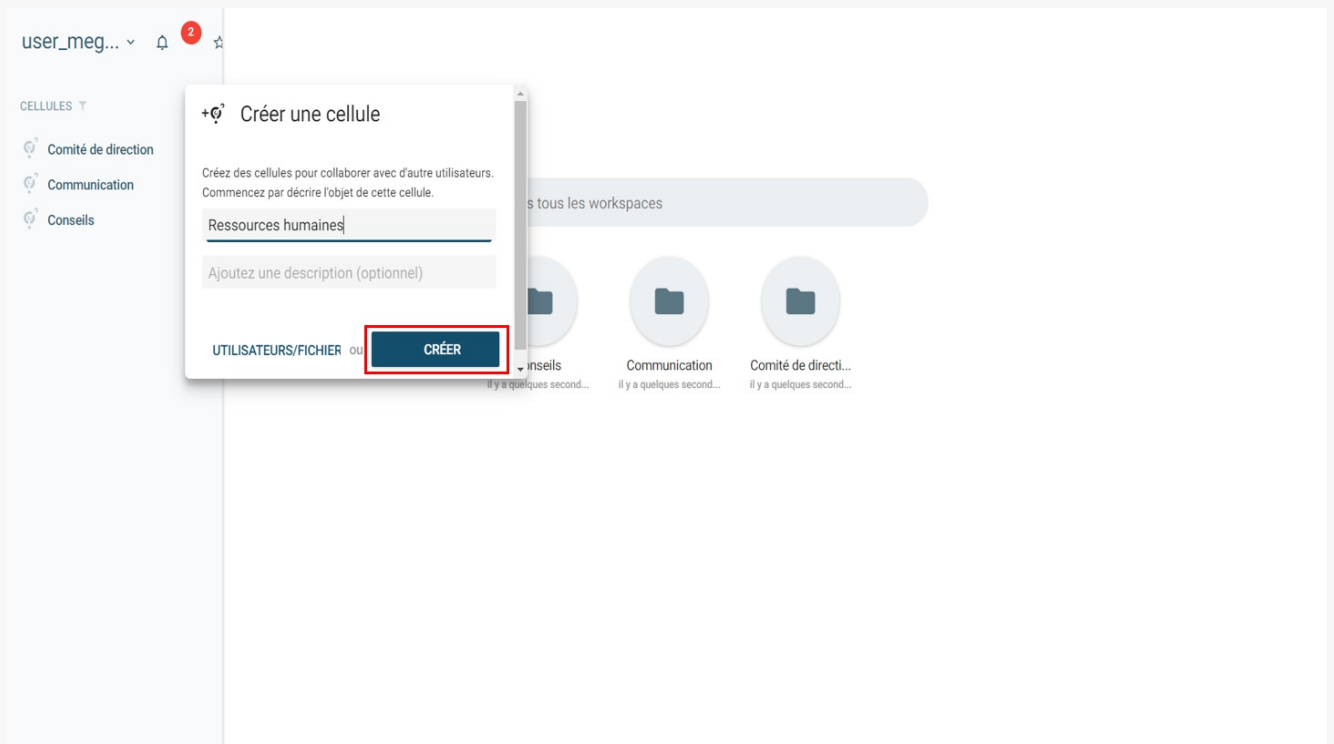 user_meg...
2
CELLULES
Comité de direction
Communication
Conseils
Créer une cellule
Créez des cellules pour collaborer avec d'autre utilisateurs.
Commencez par décrire l'objet de cette cellule.
Ressources humaines
Ajoutez une description (optionnel)
UTILISATEURS/FICHIER ou CRÉER
tous les workspaces
Communication
Comité de directi...
il y a quelques second...
il y a quelques second...
il y a quelques second...